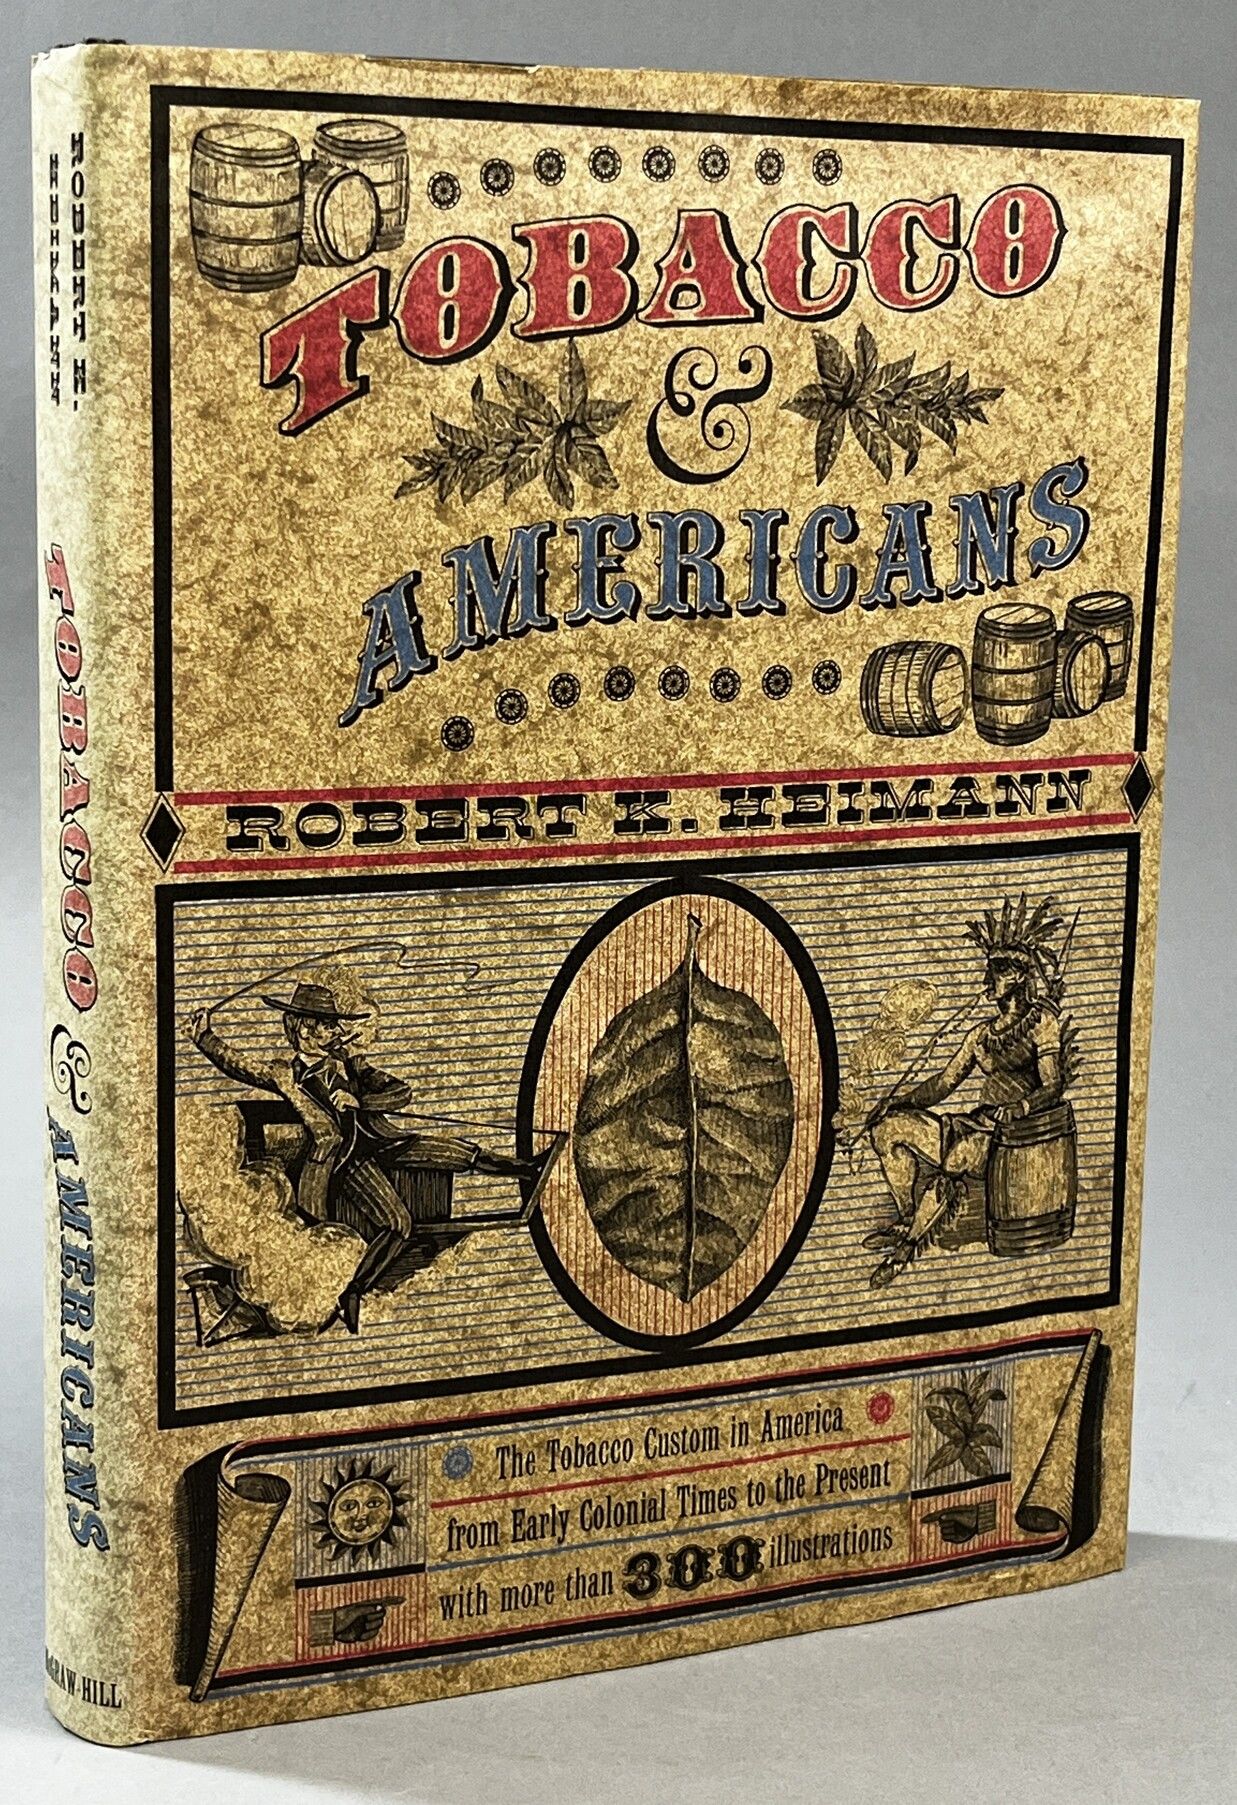 TOBACCO
&
AMERICANS
ROBERT K. HEIMANN
The Tobacco Custom in America
from Early Colonial Times to the Present
with more than 300 illustrations
ROBERT K.
HEIMANN
TOBACCO & AMERICANS
McGRAW-HILL